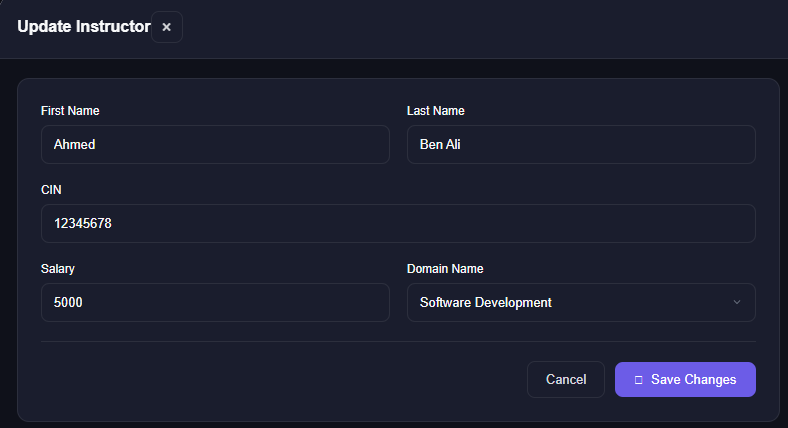 Update Instructor ×
First Name
Last Name
Ahmed
Ben Ali
CIN
12345678
Salary
Domain Name
5000
Software Development
Cancel
Save Changes